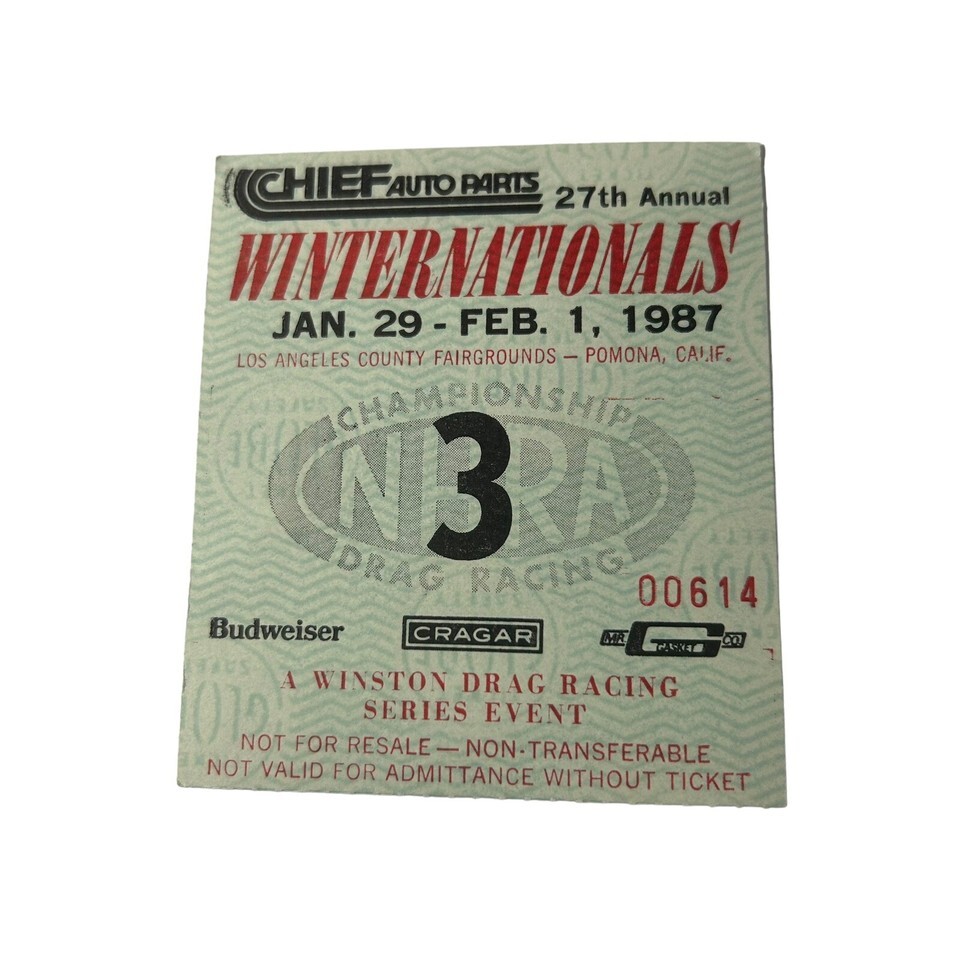 CHIEF AUTO PARTS 27th Annual
WINTERNATIONALS
JAN. 29 - FEB. 1, 1987
LOS ANGELES COUNTY FAIRGROUNDS — POMONA, CALIF.
CHAMPIONSHIP
NHRA
3
DRAG RACING
00614
Budweiser CRAGAR MR. GASKET CO.
A WINSTON DRAG RACING
SERIES EVENT
NOT FOR RESALE — NON-TRANSFERABLE
NOT VALID FOR ADMITTANCE WITHOUT TICKET